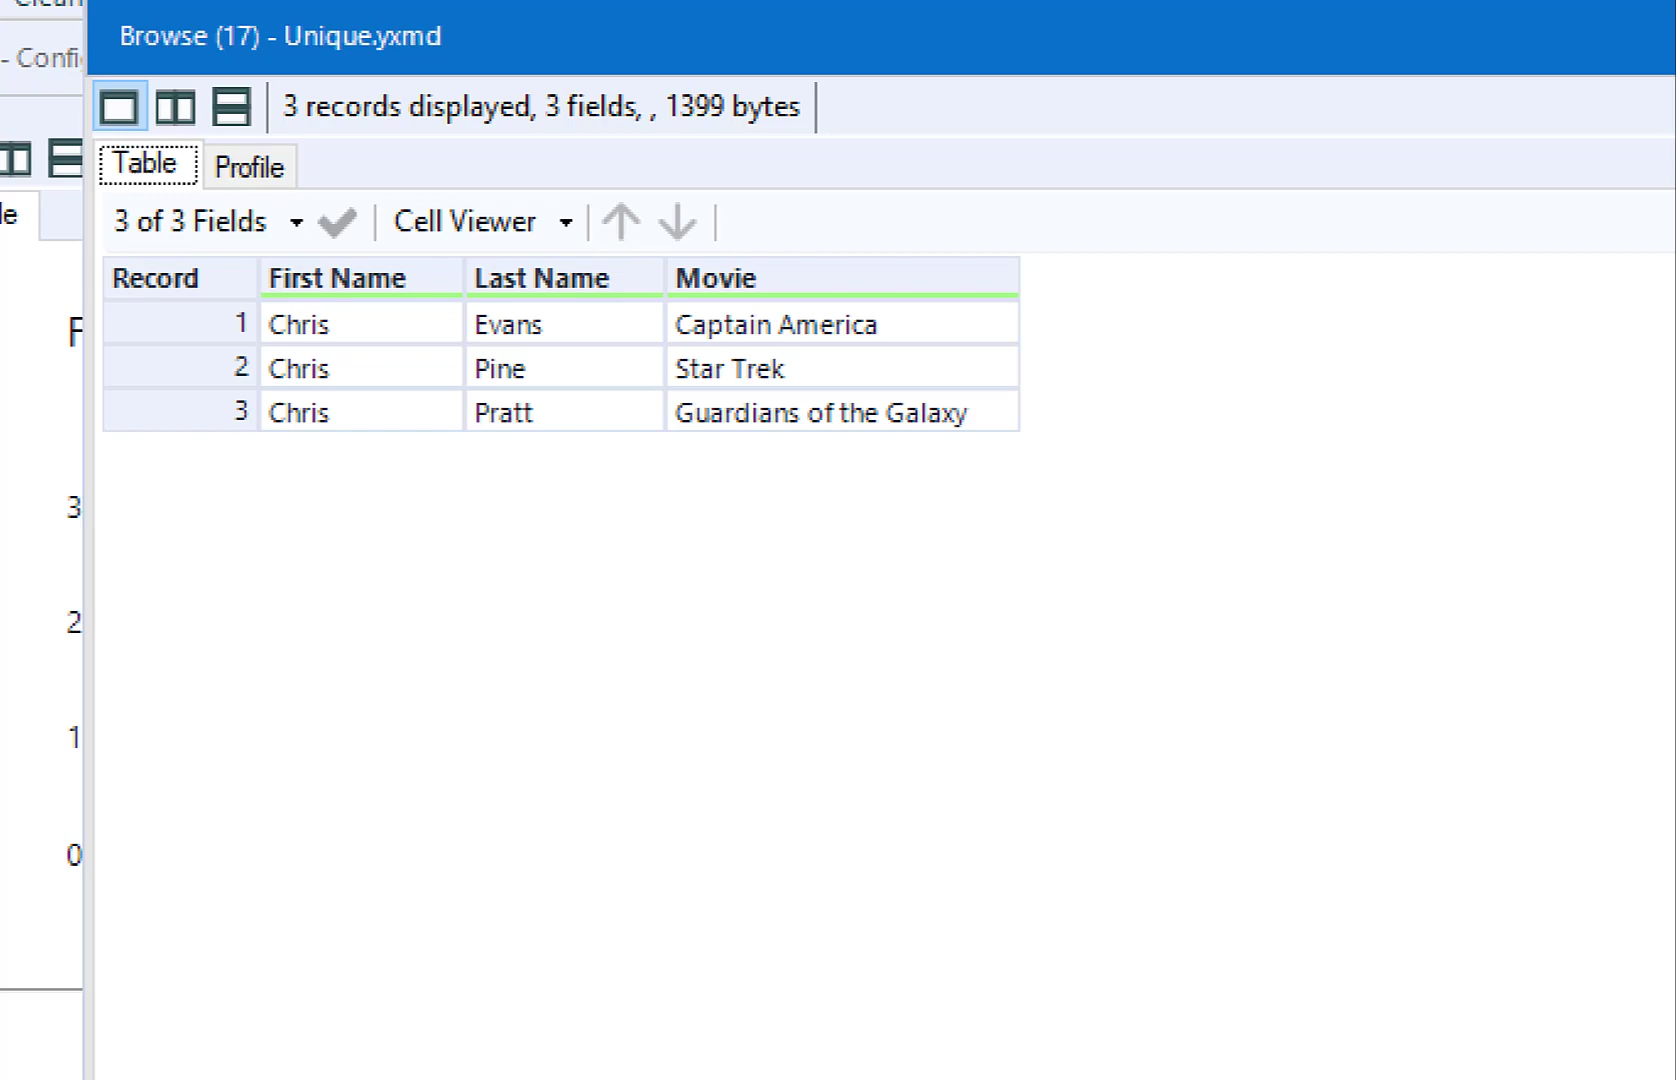 Browse (17) - Unique.yxmd
- Confi
3 records displayed, 3 fields, , 1399 bytes
Table Profile
le
3 of 3 Fields Cell Viewer
Record First Name Last Name Movie
1 Chris Evans Captain America
2 Chris Pine Star Trek
3 Chris Pratt Guardians of the Galaxy
F
3
2
1
0